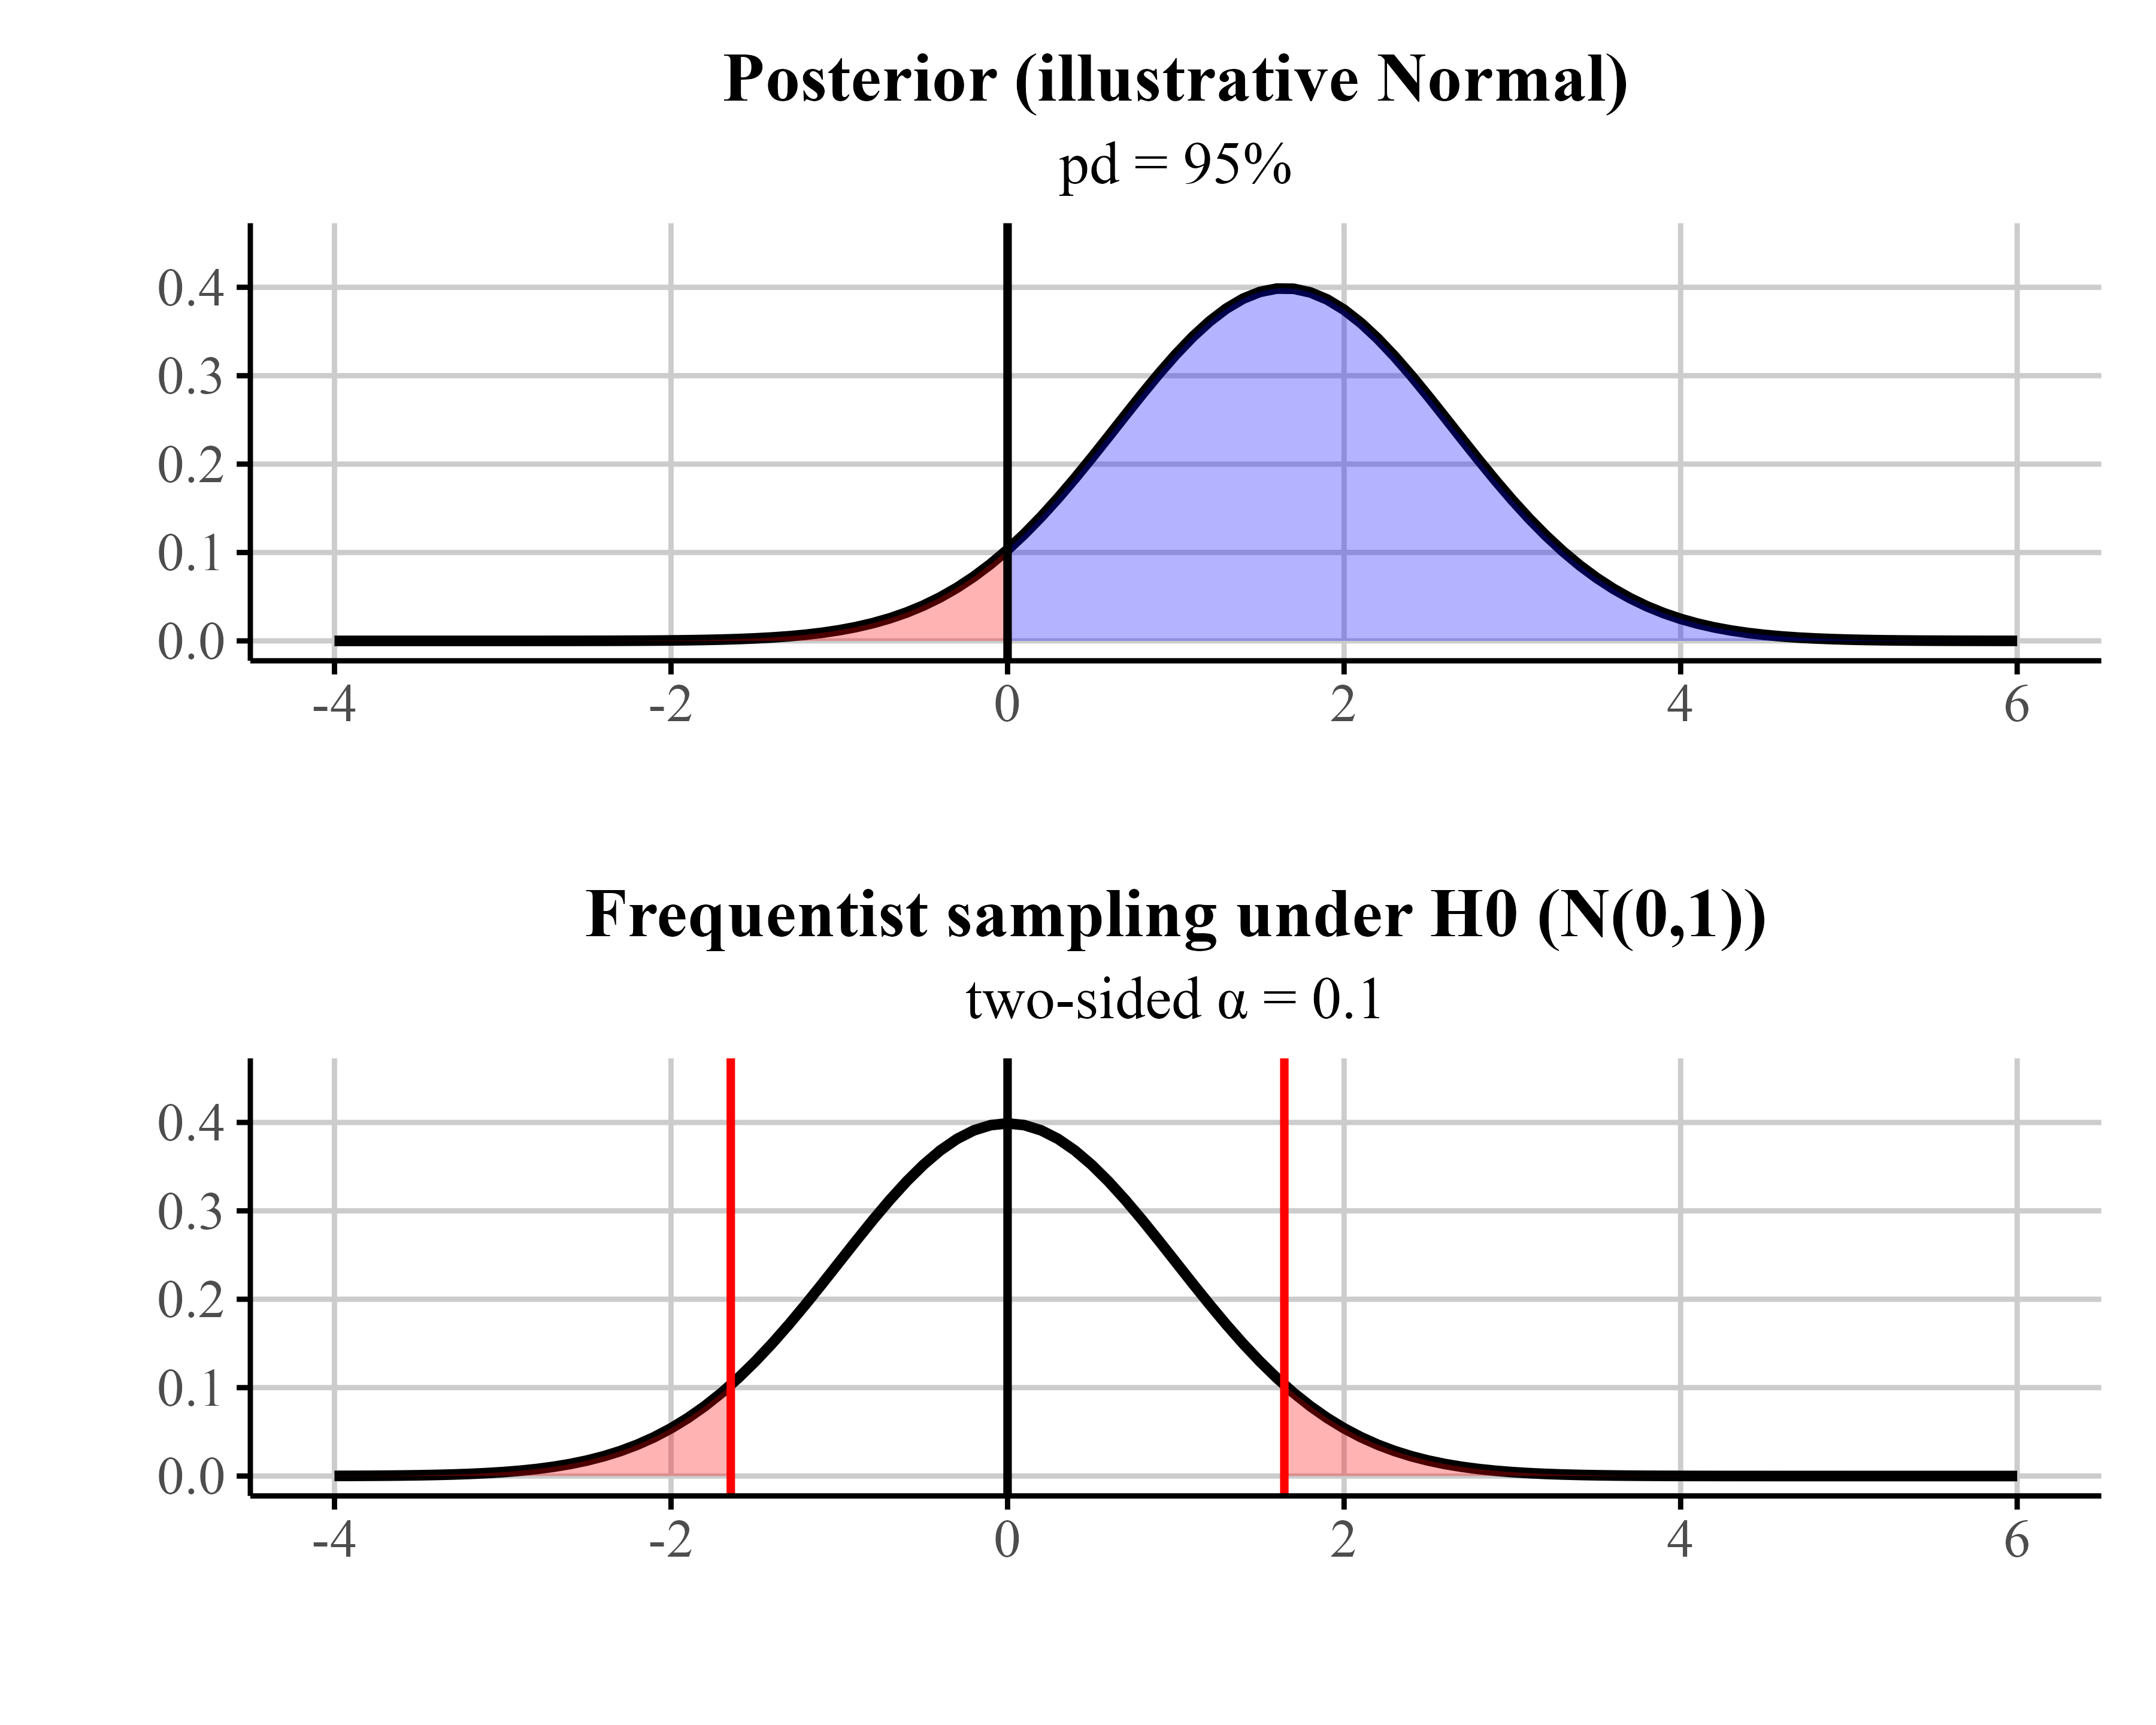 Posterior (illustrative Normal)
pd = 95%
0.4
0.3
0.2
0.1
0.0
-4 -2 0 2 4 6
Frequentist sampling under H0 (N(0,1))
two-sided α = 0.1
0.4
0.3
0.2
0.1
0.0
-4 -2 0 2 4 6